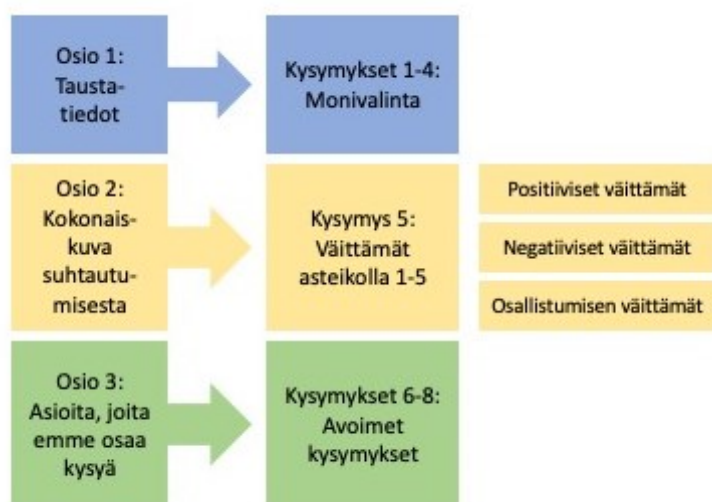 Osio 1:
Tausta-
tiedot
Kysymykset 1-4:
Monivalinta
Osio 2:
Kokonais-
kuva
suhtautu-
misesta
Kysymys 5:
Väittämät
asteikolla 1-5
Positiiviset väittämät
Negatiiviset väittämät
Osallistumisen väittämät
Osio 3:
Asioita, joita
emme osaa
kysyä
Kysymykset 6-8:
Avoimet
kysymykset